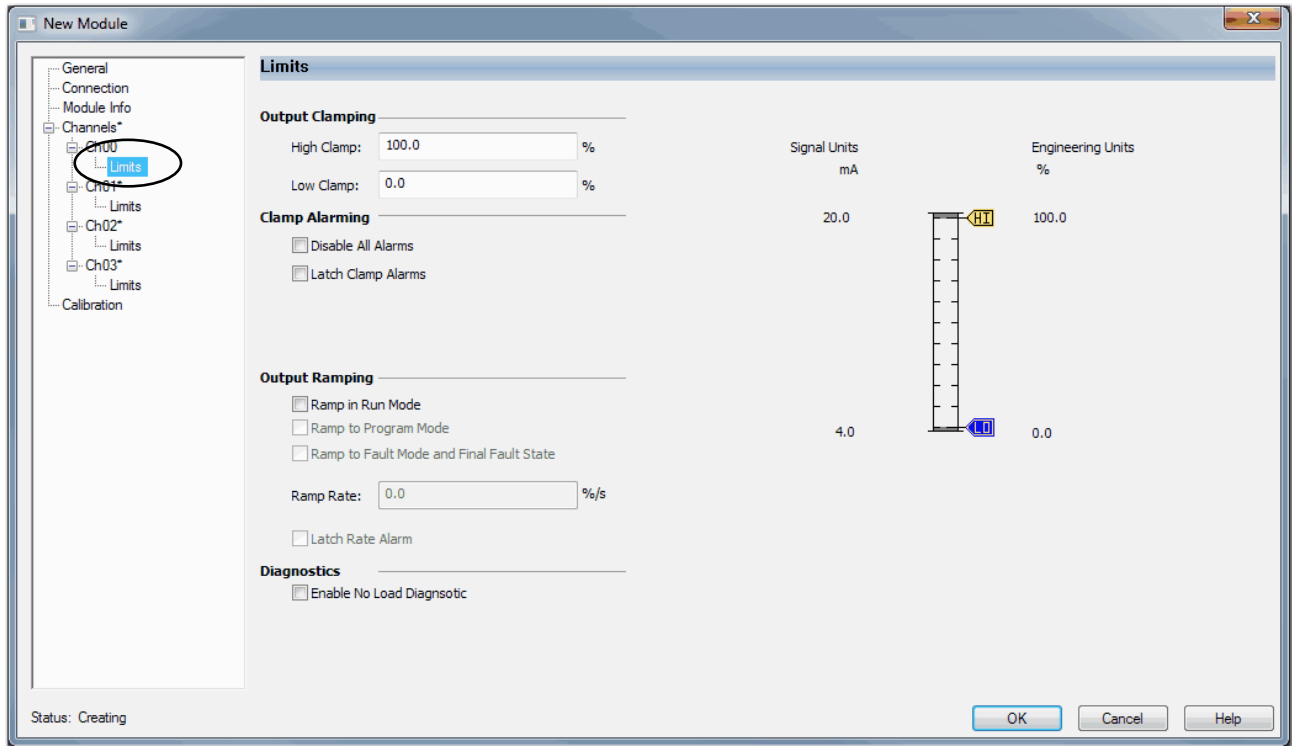 New Module
General
Connection
Module Info
Channels*
Ch00
Limits
Ch01*
Limits
Ch02*
Limits
Ch03*
Limits
Calibration
Limits
Output Clamping
High Clamp: 100.0 %
Low Clamp: 0.0 %
Clamp Alarming
Disable All Alarms
Latch Clamp Alarms
Output Ramping
Ramp in Run Mode
Ramp to Program Mode
Ramp to Fault Mode and Final Fault State
Ramp Rate: 0.0 %/s
Latch Rate Alarm
Diagnostics
Enable No Load Diagnsotic
Signal Units Engineering Units
mA %
20.0 HI 100.0
4.0 LO 0.0
Status: Creating
OK Cancel Help